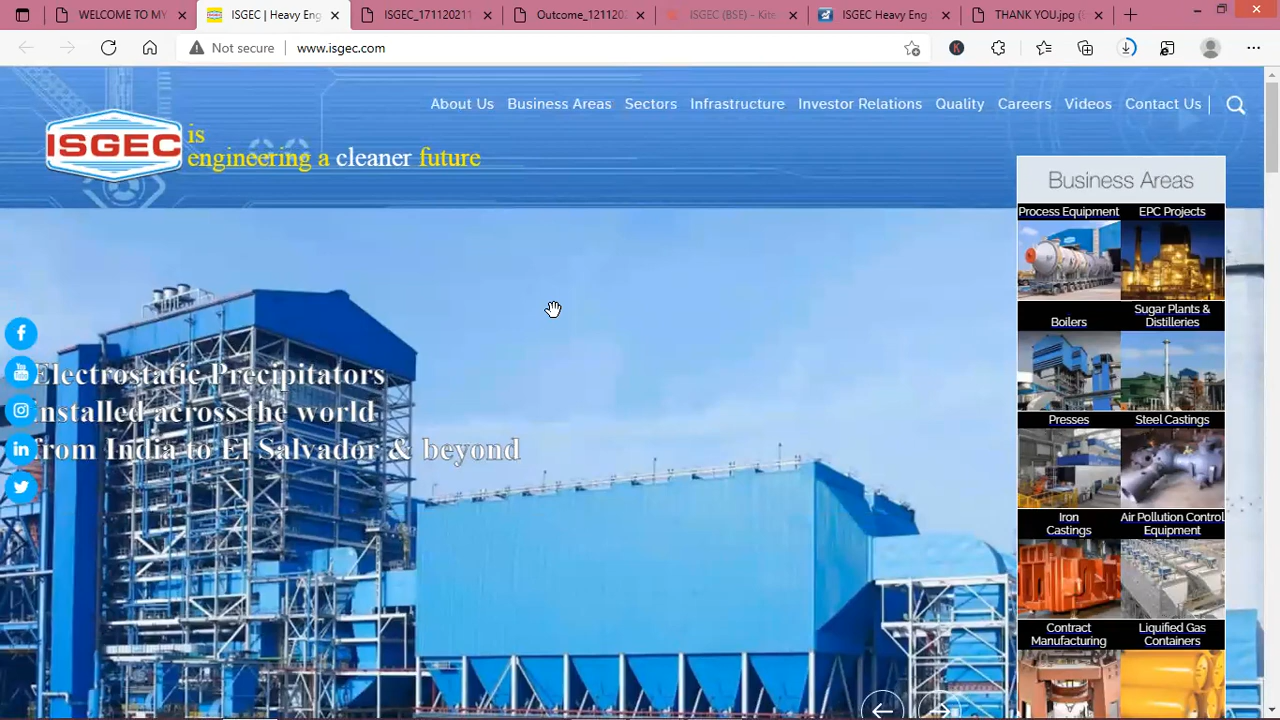 WELCOME TO MY
ISGEC | Heavy Eng
ISGEC_171120211
Outcome_1211202
ISGEC (BSE) - Kite
ISGEC Heavy Eng
THANK YOU.jpg (
K
Not secure
www.isgec.com
About Us
Business Areas
Sectors
Infrastructure
Investor Relations
Quality
Careers
Videos
Contact Us
ISGEC
is
engineering a cleaner future
Business Areas
Process Equipment
EPC Projects
Boilers
Sugar Plants &
Distilleries
Presses
Steel Castings
Iron
Castings
Air Pollution Control
Equipment
Contract
Manufacturing
Liquified Gas
Containers
Electrostatic Precipitators
installed across the world
from India to El Salvador & beyond